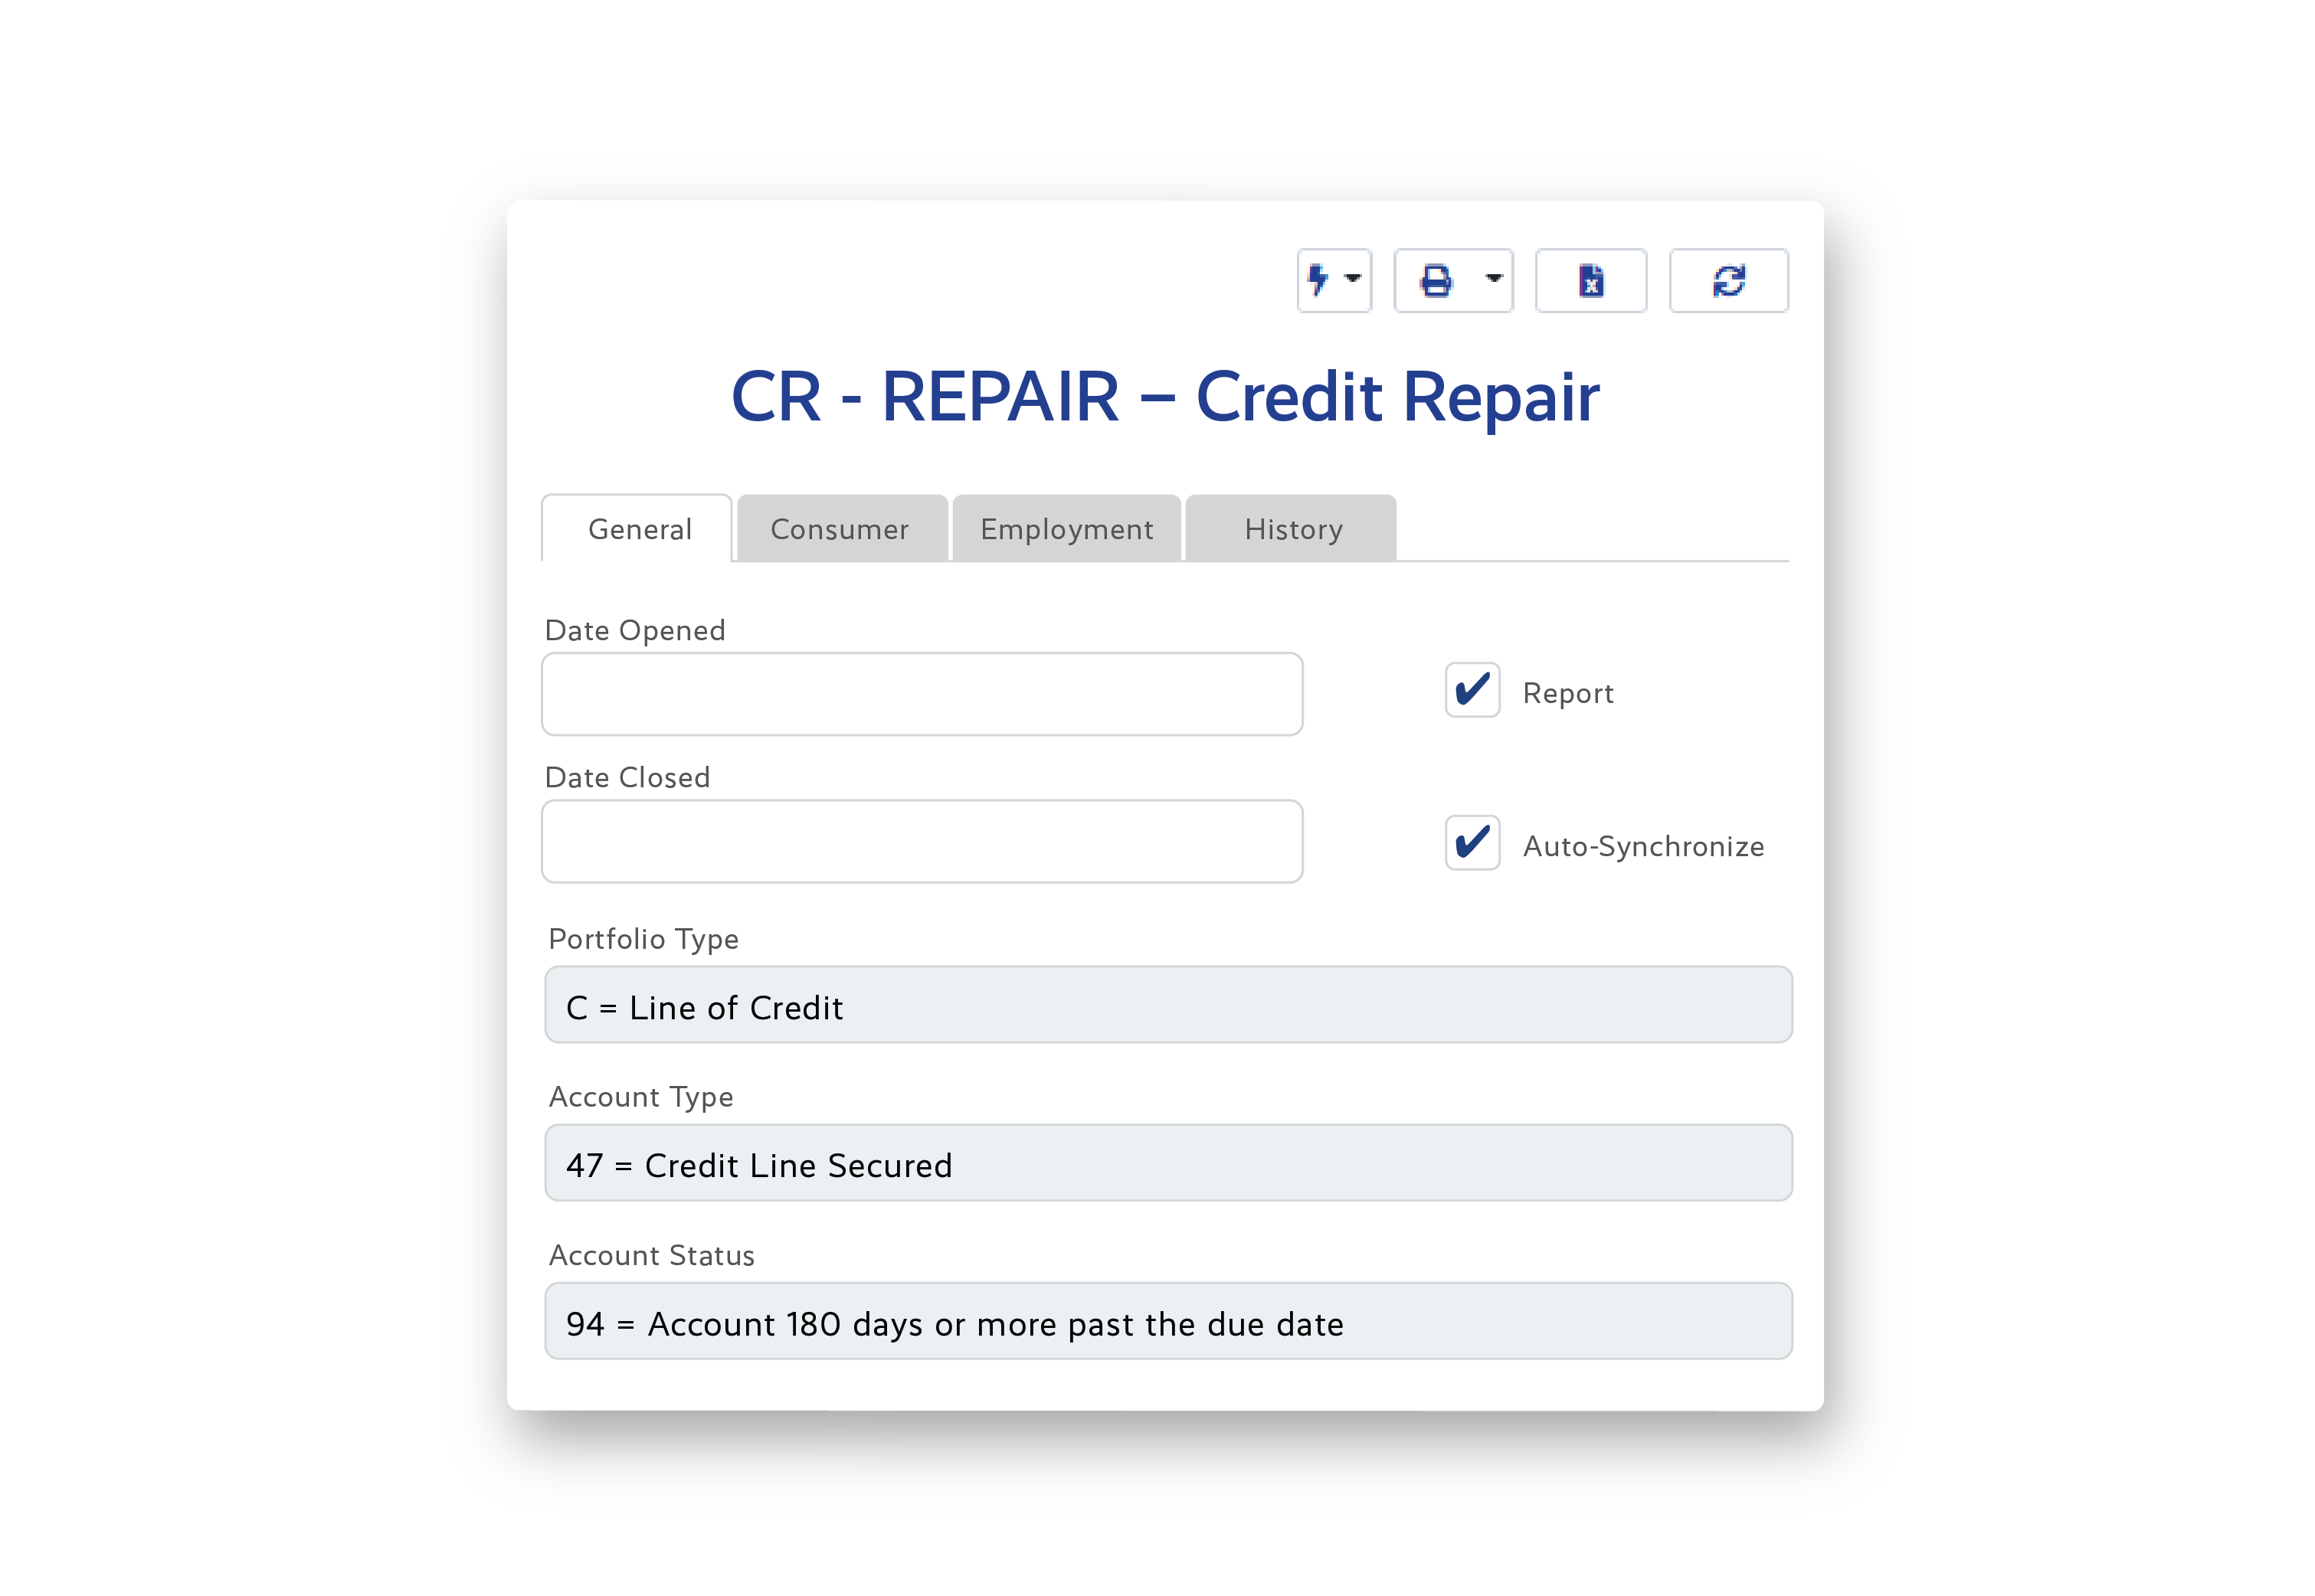 CR - REPAIR – Credit Repair
General
Consumer
Employment
History
Date Opened
Report
Date Closed
Auto-Synchronize
Portfolio Type
C = Line of Credit
Account Type
47 = Credit Line Secured
Account Status
94 = Account 180 days or more past the due date